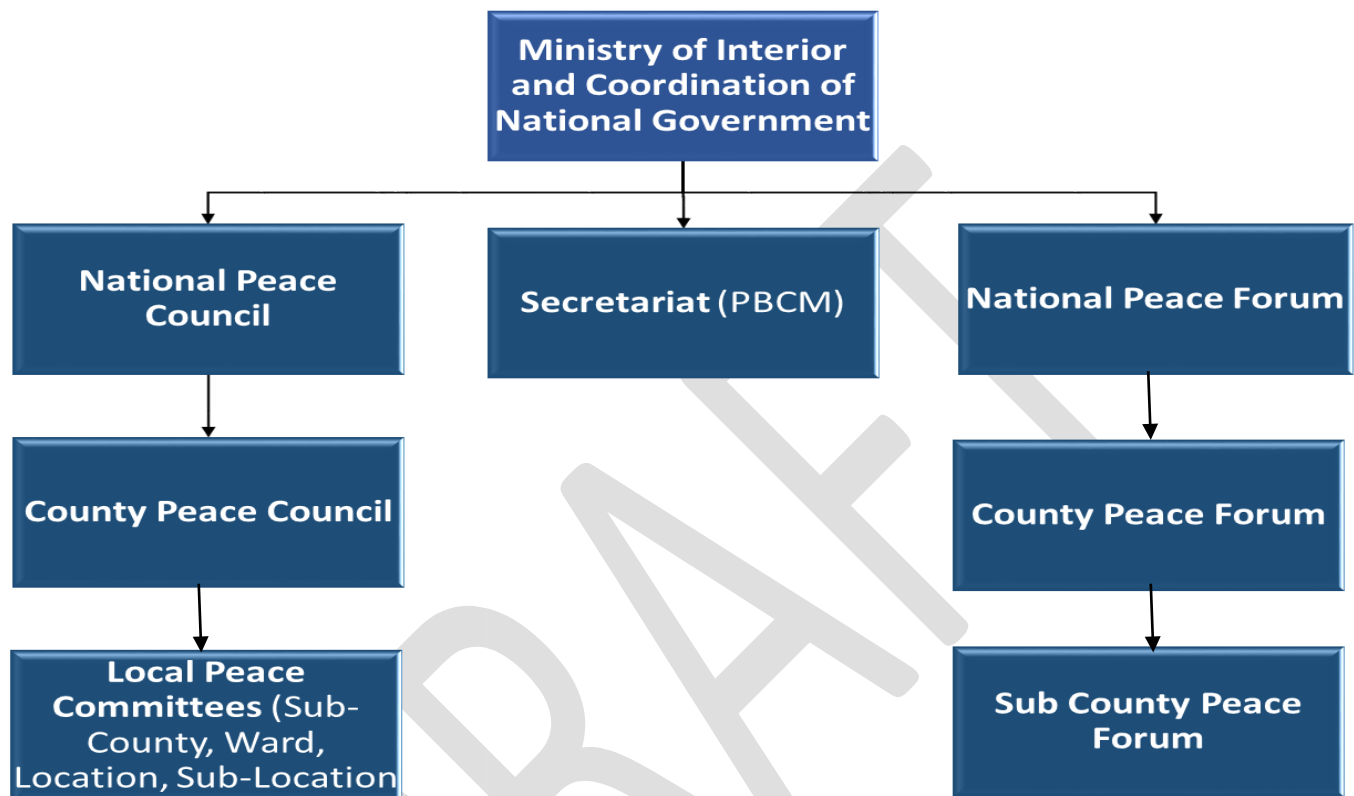 Ministry of Interior
and Coordination of
National Government
National Peace
Council
Secretariat (PBCM)
National Peace Forum
County Peace Council
County Peace Forum
Local Peace
Committees (Sub-
County, Ward,
Location, Sub-Location
Sub County Peace
Forum
RAFT